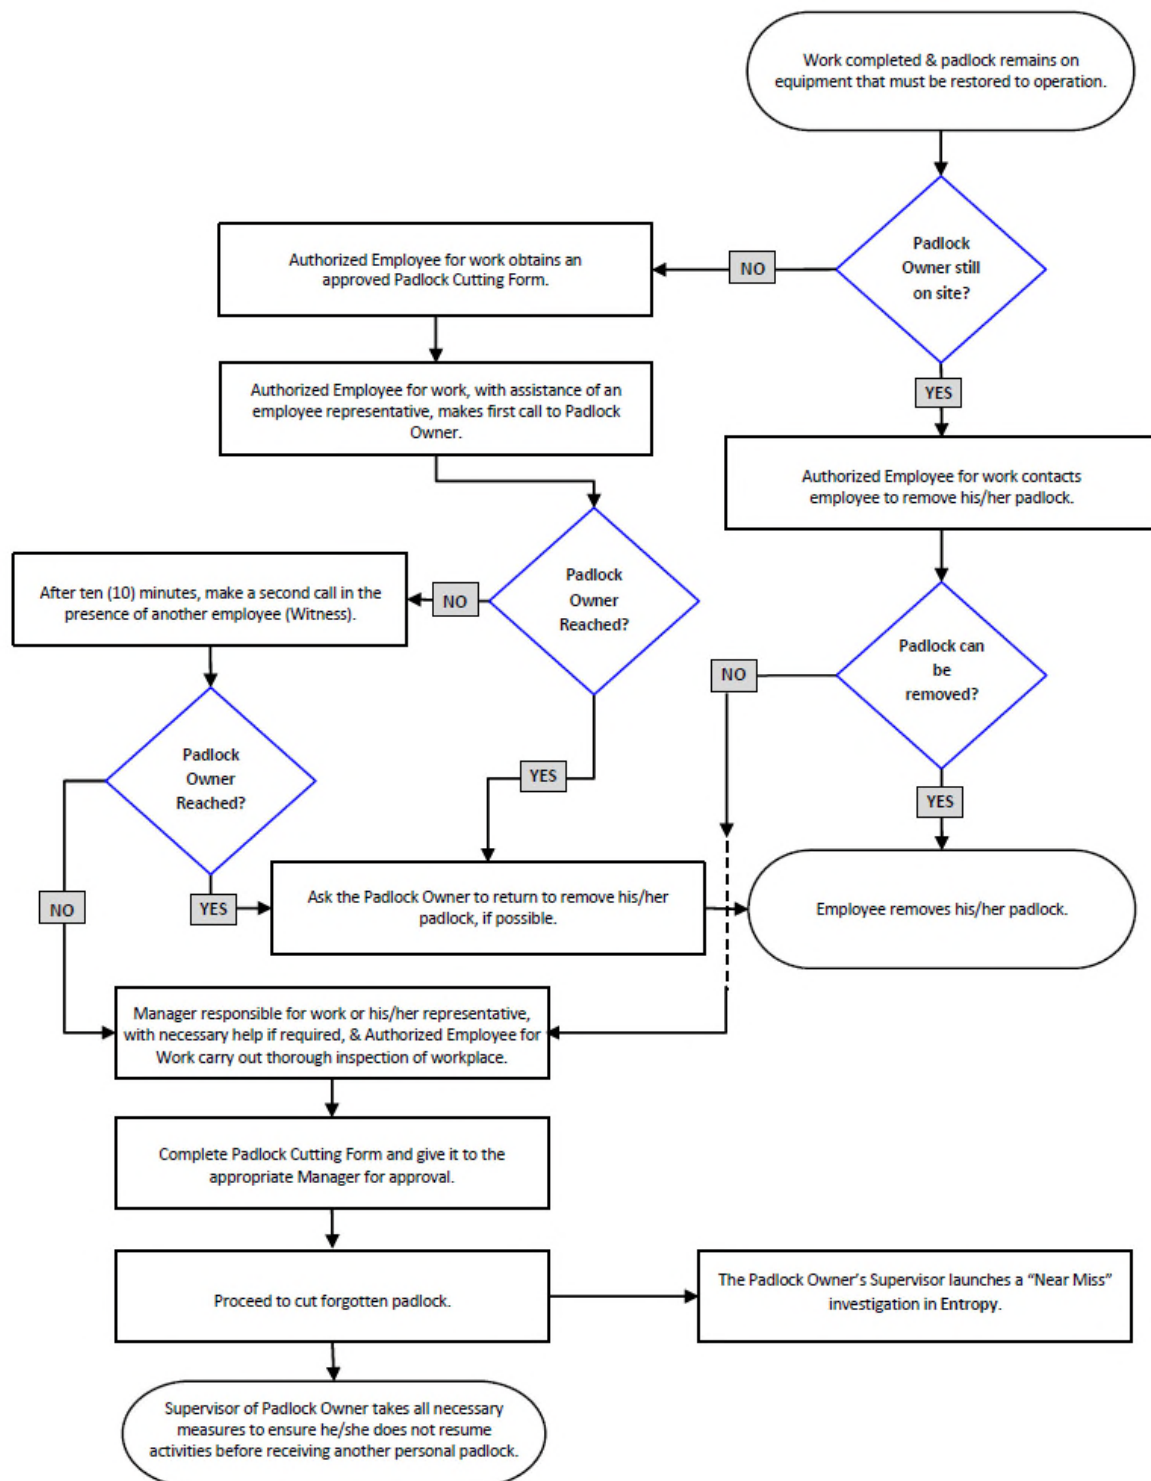 Work completed & padlock remains on
equipment that must be restored to operation.
Padlock
Owner still
on site?
NO
Authorized Employee for work obtains an
approved Padlock Cutting Form.
Authorized Employee for work, with assistance of an
employee representative, makes first call to Padlock
Owner.
YES
Authorized Employee for work contacts
employee to remove his/her padlock.
Padlock
Owner
Reached?
NO
After ten (10) minutes, make a second call in the
presence of another employee (Witness).
Padlock can
be
removed?
NO
Padlock
Owner
Reached?
YES
YES
NO
YES
Ask the Padlock Owner to return to remove his/her
padlock, if possible.
Employee removes his/her padlock.
Manager responsible for work or his/her representative,
with necessary help if required, & Authorized Employee for
Work carry out thorough inspection of workplace.
Complete Padlock Cutting Form and give it to the
appropriate Manager for approval.
Proceed to cut forgotten padlock.
The Padlock Owner's Supervisor launches a “Near Miss”
investigation in Entropy.
Supervisor of Padlock Owner takes all necessary
measures to ensure he/she does not resume
activities before receiving another personal padlock.